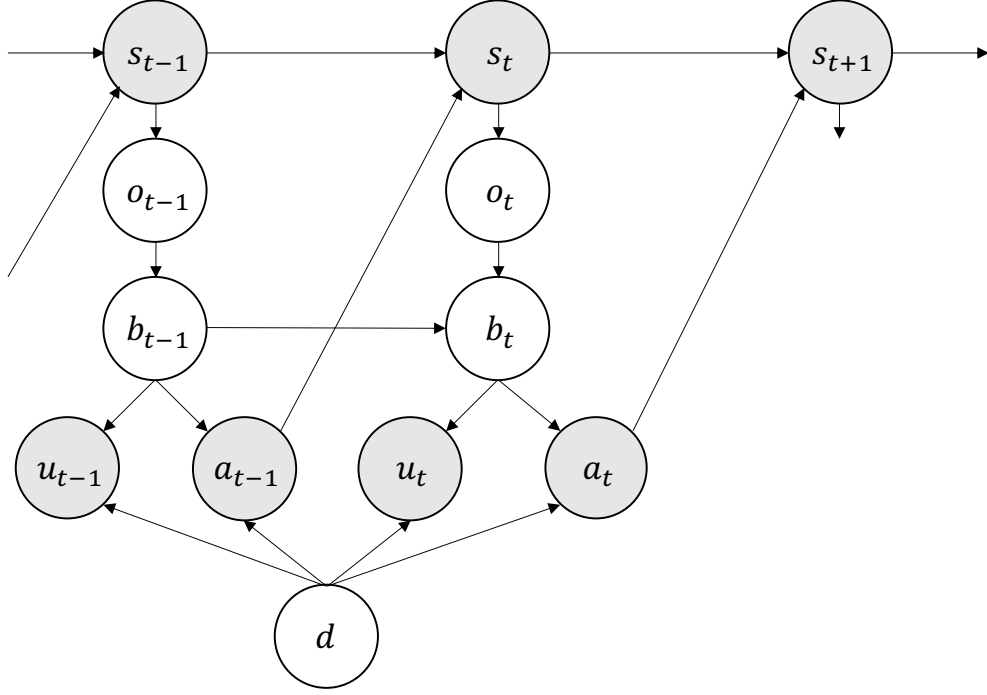 s_{t−1} s_t s_{t+1}
o_{t−1} o_t
b_{t−1} b_t
u_{t−1} a_{t−1} u_t a_t
d